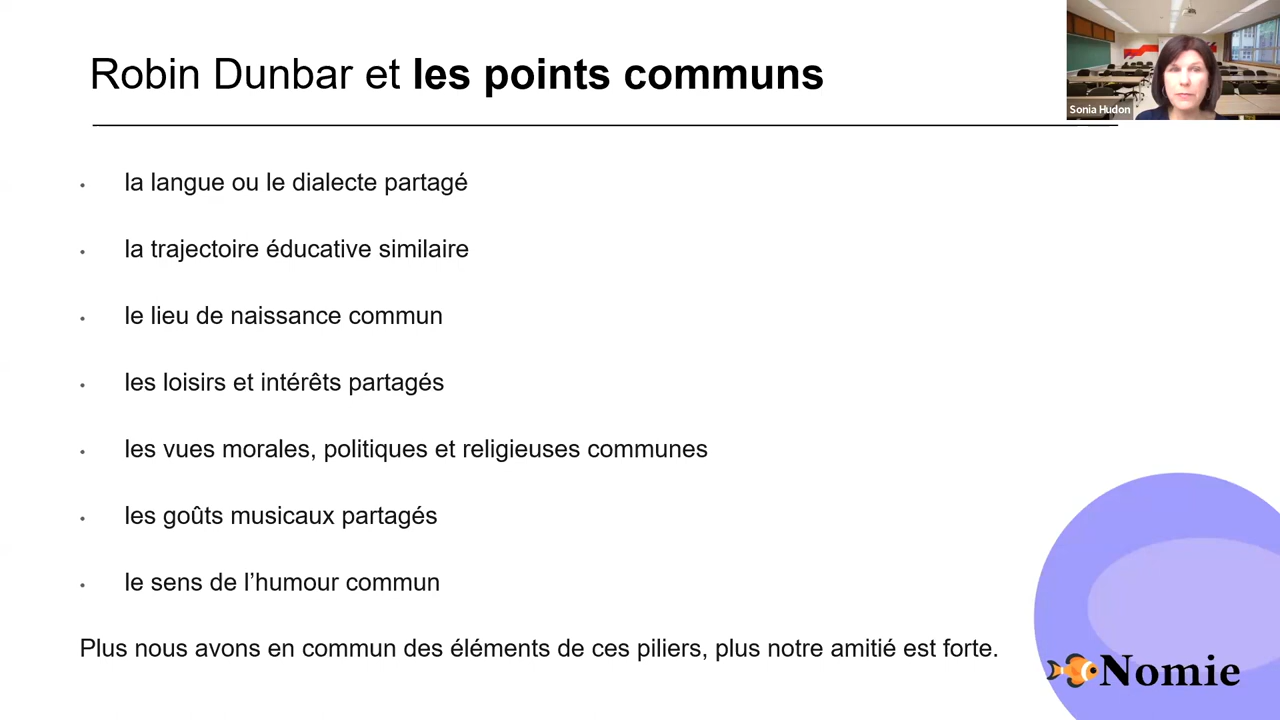 Robin Dunbar et les points communs
Sonia Hudon
• la langue ou le dialecte partagé
• la trajectoire éducative similaire
• le lieu de naissance commun
• les loisirs et intérêts partagés
• les vues morales, politiques et religieuses communes
• les goûts musicaux partagés
• le sens de l’humour commun
Plus nous avons en commun des éléments de ces piliers, plus notre amitié est forte.
Nomie